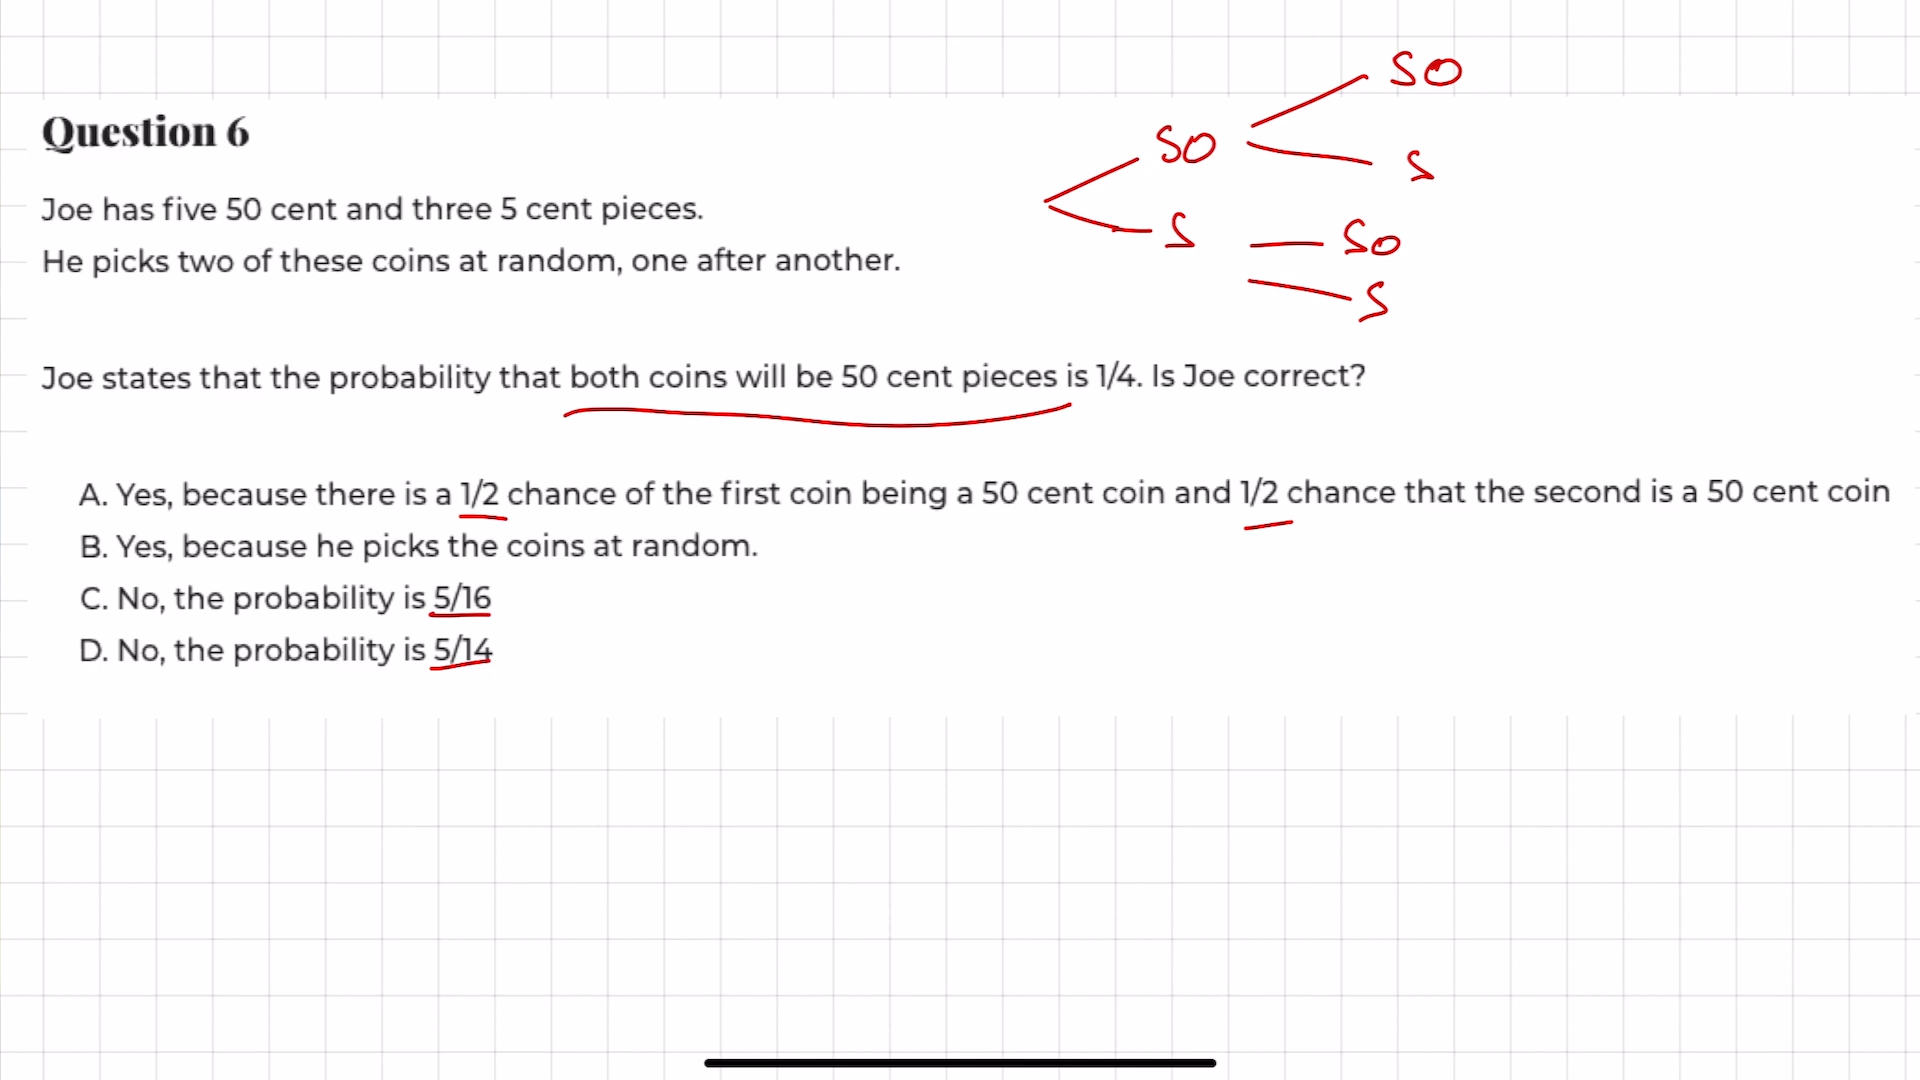 50
Question 6
50
5
Joe has five 50 cent and three 5 cent pieces.
5
50
He picks two of these coins at random, one after another.
5
Joe states that the probability that both coins will be 50 cent pieces is 1/4. Is Joe correct?
A. Yes, because there is a 1/2 chance of the first coin being a 50 cent coin and 1/2 chance that the second is a 50 cent coin
B. Yes, because he picks the coins at random.
C. No, the probability is 5/16
D. No, the probability is 5/14